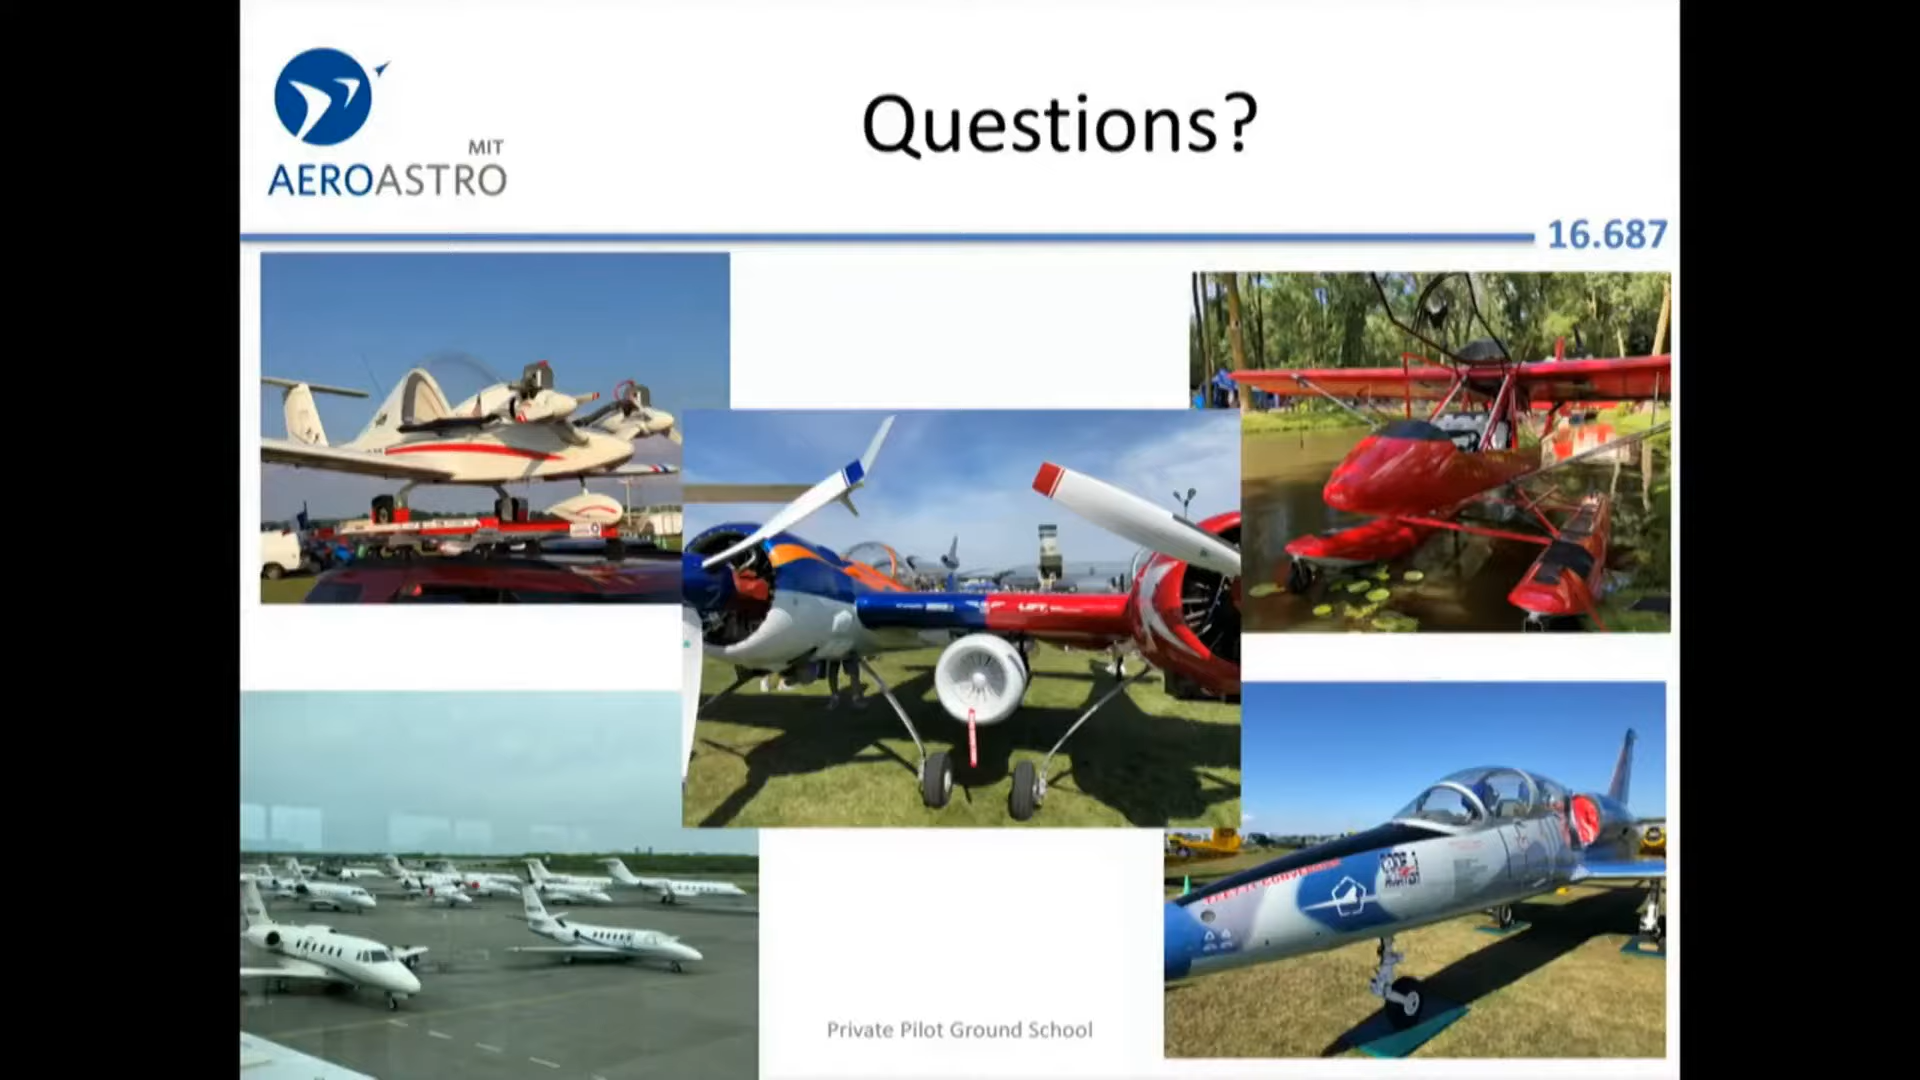 MIT
AEROASTRO
Questions?
16.687
Private Pilot Ground School